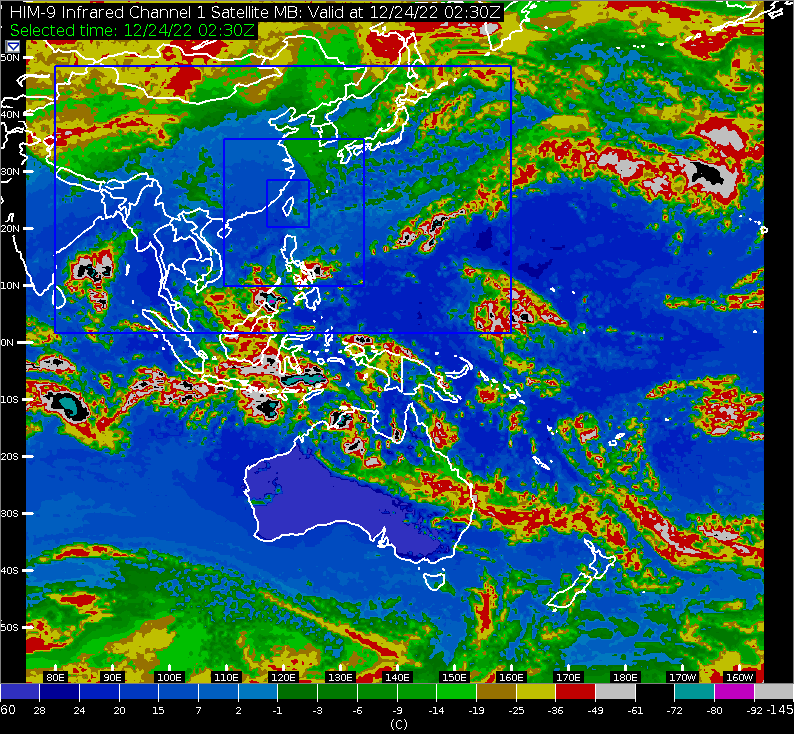 HIM-9 Infrared Channel 1 Satellite MB: Valid at 12/24/22 02:30Z
Selected time: 12/24/22 02:30Z
50N
40N
30N
20N
10N
0N
10S
20S
30S
40S
50S
80E 90E 100E 110E 120E 130E 140E 150E 160E 170E 180E 170W 160W
60 28 24 20 15 7 2 -1 -3 -6 -9 -14 -19 -25 -36 -49 -61 -72 -80 -92 -145
(C)